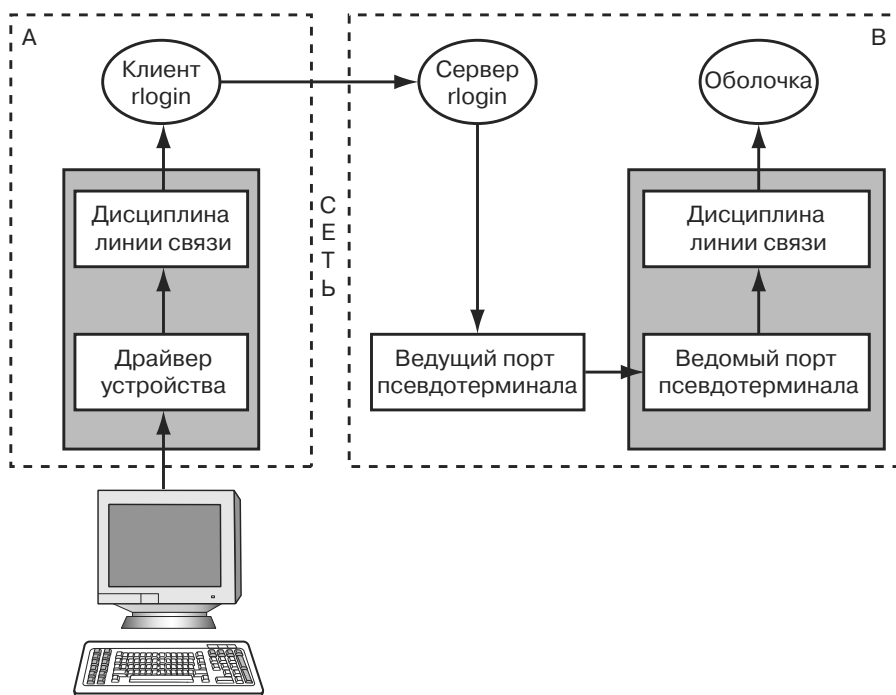 А
Клиент
rlogin
Дисциплина
линии связи
Драйвер
устройства
С
Е
Т
Ь
В
Сервер
rlogin
Оболочка
Дисциплина
линии связи
Ведущий порт
псевдотерминала
Ведомый порт
псевдотерминала